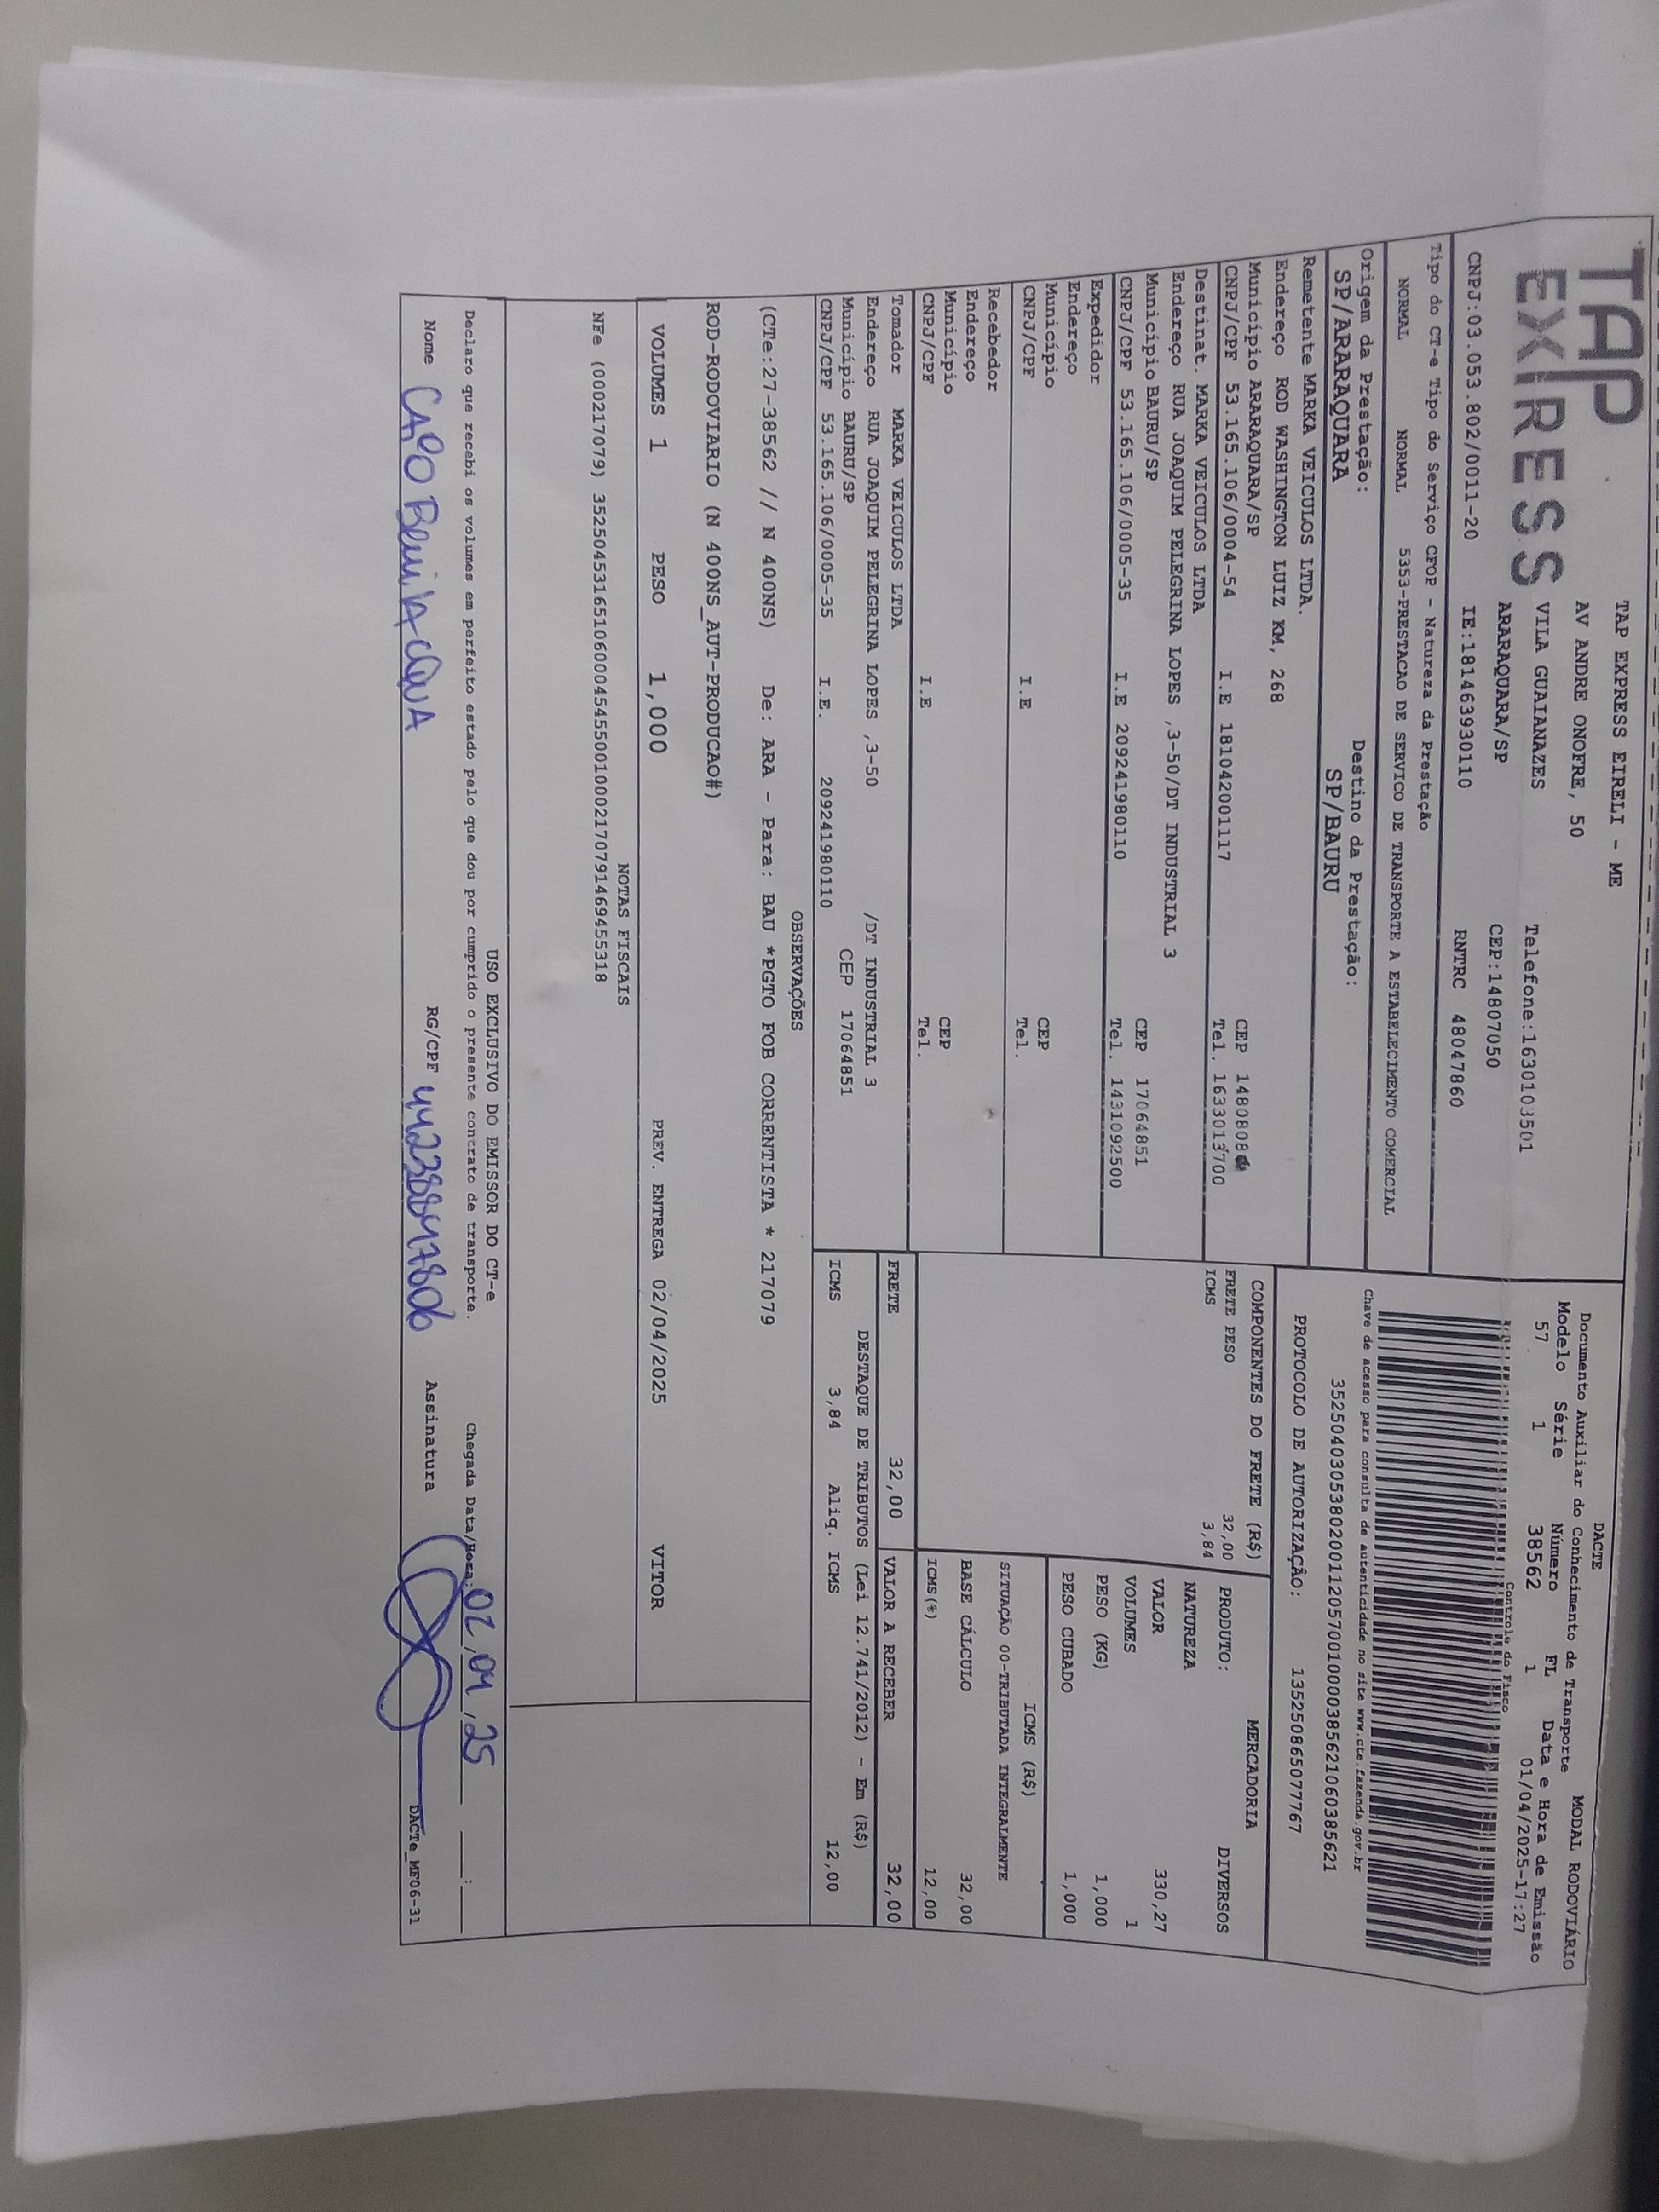 TAP
EXPRESS
TAP EXPRESS EIRELI - ME
AV ANDRE ONOFRE, 50
VILA GUAIANAZES Telefone:1630103501
ARARAQUARA/SP CEP:14807050
CNPJ:03.053.802/0011-20 IE:181463930110 RNTRC 48047860
DACTE MODAL RODOVIÁRIO
Documento Auxiliar do Conhecimento de Transporte
Modelo Série Número FL Data e Hora de Emissão
57 1 38562 1 01/04/2025-17:27
Controle do Fisco
Chave de acesso para consulta de autenticidade no site www.cte.fazenda.gov.br
35250403053802001120570010000385621060385621
PROTOCOLO DE AUTORIZAÇÃO: 135250865077767
Tipo do CT-e Tipo do Serviço CFOP - Natureza da Prestação
NORMAL NORMAL 5353-PRESTACAO DE SERVICO DE TRANSPORTE A ESTABELECIMENTO COMERCIAL
Origem da Prestação: Destino da Prestação:
SP/ARARAQUARA SP/BAURU
Remetente MARKA VEICULOS LTDA.
Endereço ROD WASHINGTON LUIZ KM, 268
Município ARARAQUARA/SP CEP 1480808
CNPJ/CPF 53.165.106/0004-54 I.E 181042001117 Tel. 1633013700
Destinat. MARKA VEICULOS LTDA
Endereço RUA JOAQUIM PELEGRINA LOPES ,3-50/DT INDUSTRIAL 3
Município BAURU/SP CEP 17064851
CNPJ/CPF 53.165.106/0005-35 I.E 209241980110 Tel. 1431092500
Expedidor
Endereço
Município CEP
CNPJ/CPF I.E Tel.
Recebedor
Endereço
Município CEP
CNPJ/CPF I.E Tel.
Tomador MARKA VEICULOS LTDA
Endereço RUA JOAQUIM PELEGRINA LOPES ,3-50 /DT INDUSTRIAL 3
Município BAURU/SP CEP 17064851
CNPJ/CPF 53.165.106/0005-35 I.E. 209241980110
COMPONENTES DO FRETE (R$)
FRETE PESO 32,00
ICMS 3,84
MERCADORIA
PRODUTO: DIVERSOS
NATUREZA
VALOR 330,27
VOLUMES 1
PESO (KG) 1,000
PESO CUBADO 1,000
ICMS (R$)
SITUAÇÃO 00-TRIBUTADA INTEGRALMENTE
BASE CÁLCULO 32,00
ICMS(%) 12,00
FRETE 32,00 VALOR A RECEBER 32,00
DESTAQUE DE TRIBUTOS (Lei 12.741/2012) - Em (R$)
ICMS 3,84 Aliq. ICMS 12,00
OBSERVAÇÕES
(CTe:27-38562 // N 400NS) De: ARA - Para: BAU *PGTO FOB CORRENTISTA * 217079
ROD-RODOVIARIO (N 400NS_AUT-PRODUCAO#)
VOLUMES 1 PESO 1,000 PREV. ENTREGA 02/04/2025 VITOR
NOTAS FISCAIS
NFe (000217079) 35250453165106000454550010002170791469455318
USO EXCLUSIVO DO EMISSOR DO CT-e
Declaro que recebi os volumes em perfeito estado pelo que dou por cumprido o presente contrato de transporte. Chegada Data/Hora: 02,04,25
Nome RG/CPF 44238847806 Assinatura
DACTe_MF06-31